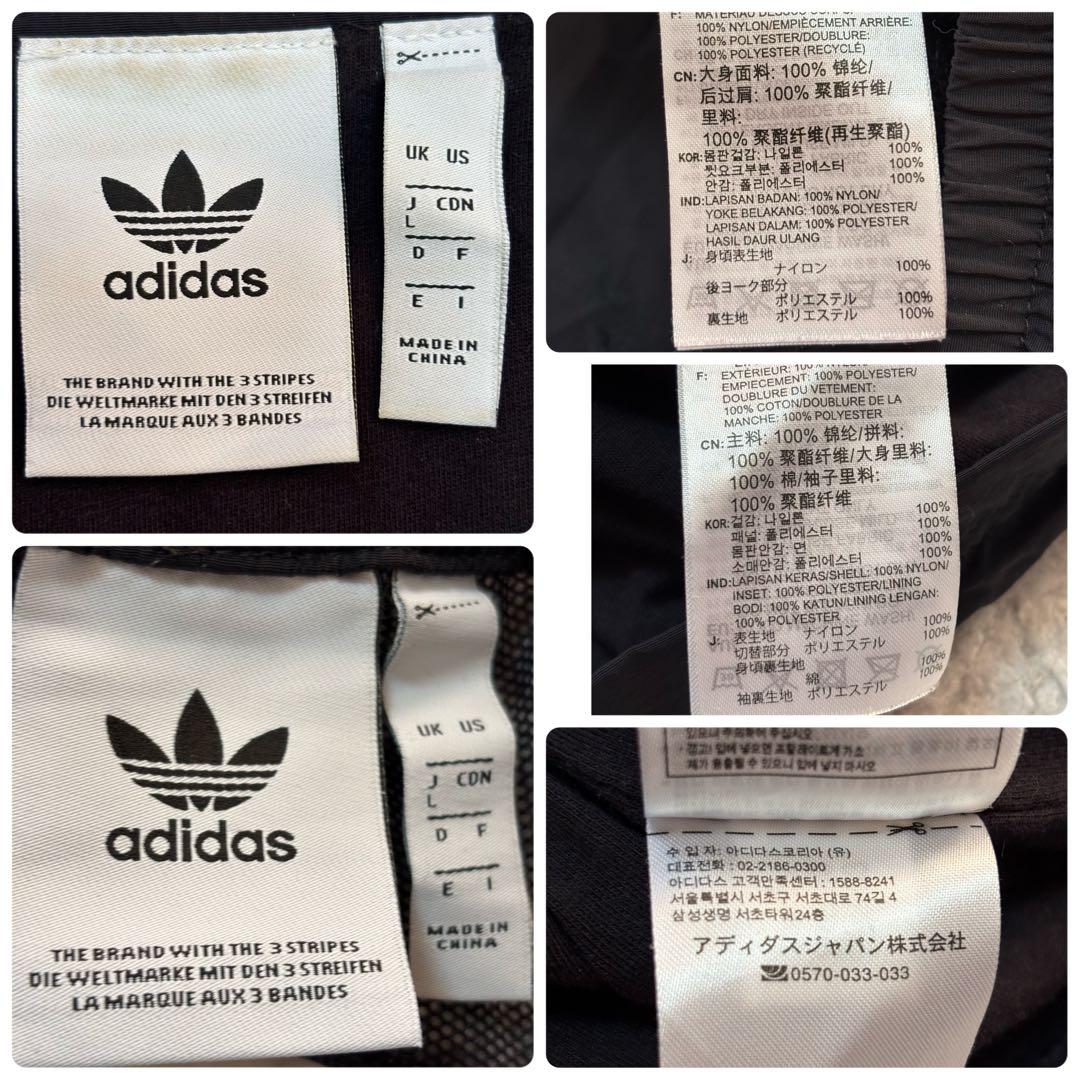 adidas
THE BRAND WITH THE 3 STRIPES
DIE WELTMARKE MIT DEN 3 STREIFEN
LA MARQUE AUX 3 BANDES
UK US
J CDN
L
D F
E I
MADE IN
CHINA
F: MATERIAU DESSUS CORPS:
100% NYLON/EMPIÈCEMENT ARRIÈRE:
100% POLYESTER/DOUBLURE:
100% POLYESTER (RECYCLÉ)
CN: 大身面料: 100% 锦纶/
后过肩: 100% 聚酯纤维/
里料:
100% 聚酯纤维(再生聚酯)
KOR: 몸판겉감: 나일론 100%
뒷요크부분: 폴리에스터 100%
안감: 폴리에스터 100%
IND: LAPISAN BADAN: 100% NYLON/
YOKE BELAKANG: 100% POLYESTER/
LAPISAN DALAM: 100% POLYESTER
HASIL DAUR ULANG
J: 身頃表生地
ナイロン 100%
後ヨーク部分
ポリエステル 100%
裏生地 ポリエステル 100%
F: EXTERIEUR: 100% NYLON/
EMPIECEMENT: 100% POLYESTER/
DOUBLURE DU VETEMENT:
100% COTON/DOUBLURE DE LA
MANCHE: 100% POLYESTER
CN: 主料: 100% 锦纶/拼料:
100% 聚酯纤维/大身里料:
100% 棉/袖子里料:
100% 聚酯纤维
KOR: 겉감: 나일론 100%
패널: 폴리에스터 100%
몸판안감: 면 100%
소매안감: 폴리에스터 100%
IND: LAPISAN KERAS/SHELL: 100% NYLON/
INSET: 100% POLYESTER/LINING
BODI: 100% KATUN/LINING LENGAN:
100% POLYESTER
J: 表生地 ナイロン 100%
切替部分 ポリエステル 100%
身頃裏生地
綿 100%
袖裏生地 ポリエステル 100%
adidas
THE BRAND WITH THE 3 STRIPES
DIE WELTMARKE MIT DEN 3 STREIFEN
LA MARQUE AUX 3 BANDES
UK US
J CDN
L
D F
E I
MADE IN
CHINA
있으니 주의하여 주십시오
수 입 자: 아디다스코리아 (유)
대표전화 : 02-2186-0300
아디다스 고객만족센터 : 1588-8241
서울특별시 서초구 서초대로 74길 4
삼성생명 서초타워 24층
アディダスジャパン株式会社
0570-033-033